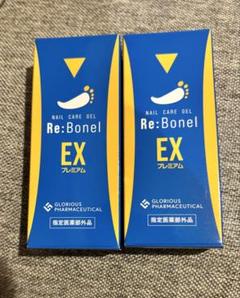 NAIL CARE GEL
Re:Bonel
EX
プレミアム
GLORIOUS
PHARMACEUTICAL
指定医薬部外品
NAIL CARE GEL
Re:Bonel
EX
プレミアム
GLORIOUS
PHARMACEUTICAL
指定医薬部外品